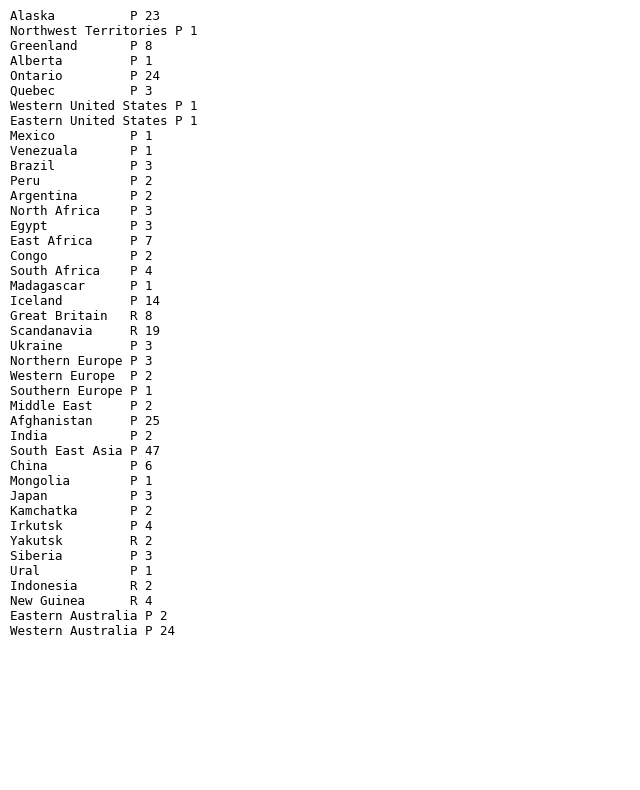 Alaska          P 23
Northwest Territories P 1
Greenland       P 8
Alberta         P 1
Ontario         P 24
Quebec          P 3
Western United States P 1
Eastern United States P 1
Mexico          P 1
Venezuala       P 1
Brazil          P 3
Peru            P 2
Argentina       P 2
North Africa    P 3
Egypt           P 3
East Africa     P 7
Congo           P 2
South Africa    P 4
Madagascar      P 1
Iceland         P 14
Great Britain   R 8
Scandanavia     R 19
Ukraine         P 3
Northern Europe P 3
Western Europe  P 2
Southern Europe P 1
Middle East     P 2
Afghanistan     P 25
India           P 2
South East Asia P 47
China           P 6
Mongolia        P 1
Japan           P 3
Kamchatka       P 2
Irkutsk         P 4
Yakutsk         R 2
Siberia         P 3
Ural            P 1
Indonesia       R 2
New Guinea      R 4
Eastern Australia P 2
Western Australia P 24